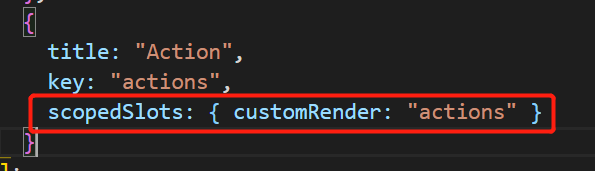 {
title: "Action",
key: "actions",
scopedSlots: { customRender: "actions" }
}